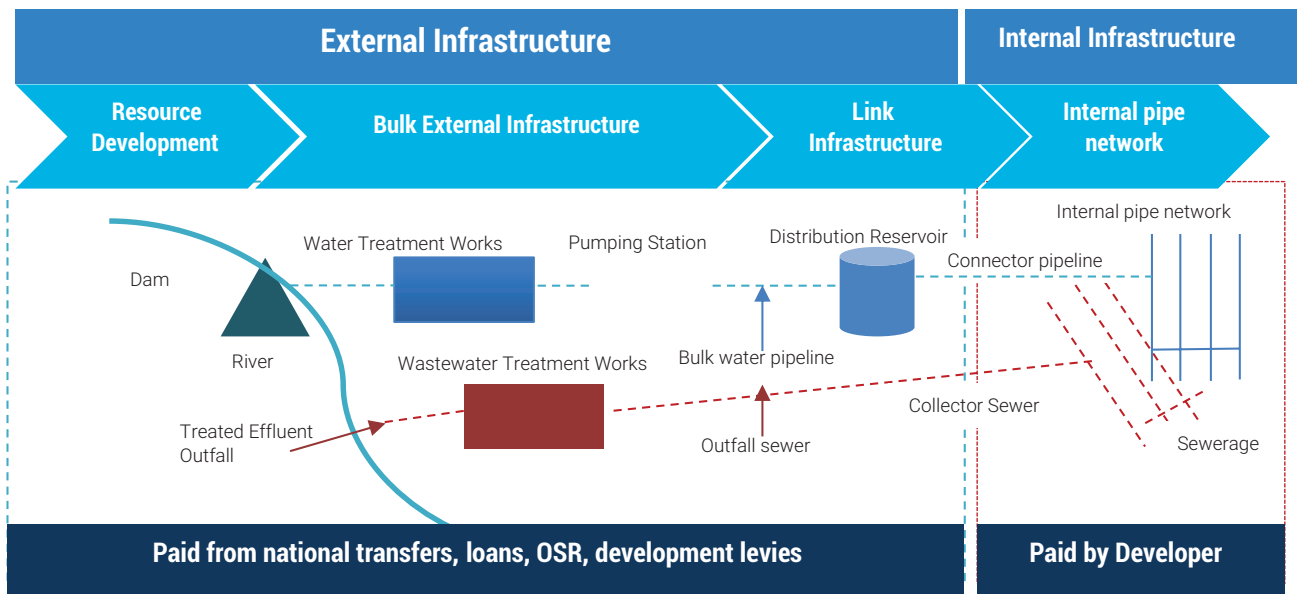 External Infrastructure
Internal Infrastructure
Resource
Development
Bulk External Infrastructure
Link
Infrastructure
Internal pipe
network
Internal pipe network
Water Treatment Works
Pumping Station
Distribution Reservoir
Connector pipeline
Dam
River
Bulk water pipeline
Wastewater Treatment Works
Collector Sewer
Treated Effluent
Outfall
Outfall sewer
Sewerage
Paid from national transfers, loans, OSR, development levies
Paid by Developer